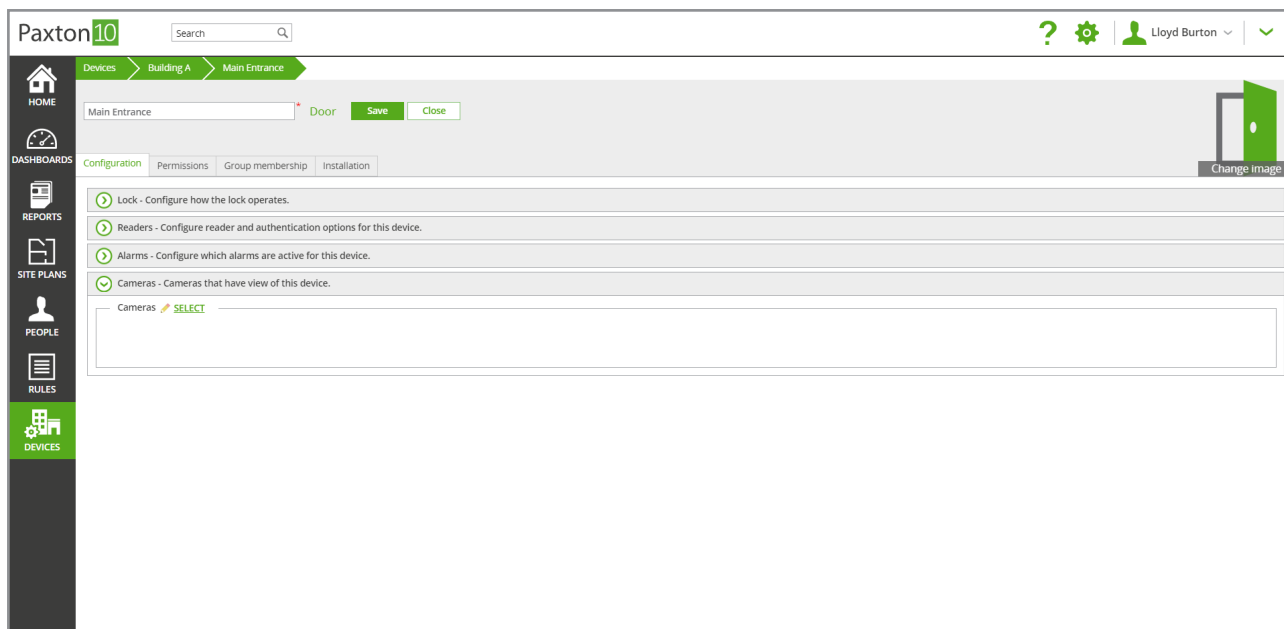 Paxton10
Search
?
Lloyd Burton
HOME
DASHBOARDS
REPORTS
SITE PLANS
PEOPLE
RULES
DEVICES
Devices
Building A
Main Entrance
Main Entrance * Door Save Close
Change image
Configuration Permissions Group membership Installation
Lock - Configure how the lock operates.
Readers - Configure reader and authentication options for this device.
Alarms - Configure which alarms are active for this device.
Cameras - Cameras that have view of this device.
Cameras SELECT